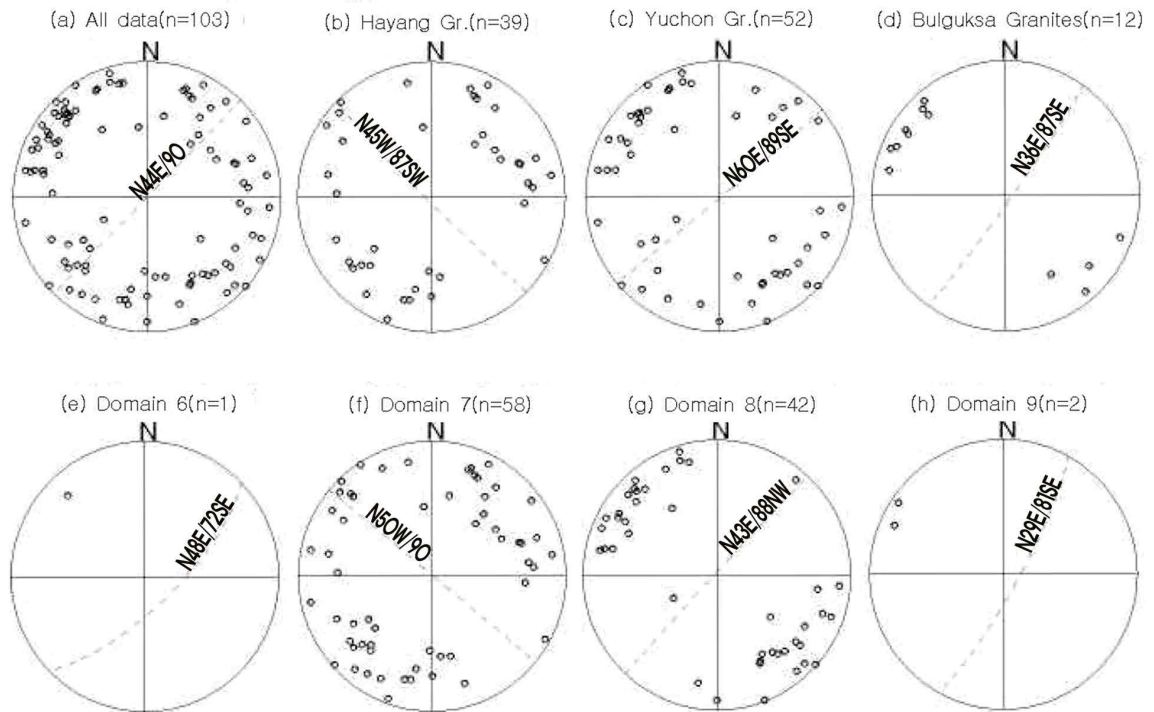 (a) All data(n=103)
(b) Hayang Gr.(n=39)
(c) Yuchon Gr.(n=52)
(d) Bulguksa Granites(n=12)
N
N
N
N
N44E/90
N45W/87SW
N60E/89SE
N36E/87SE
(e) Domain 6(n=1)
(f) Domain 7(n=58)
(g) Domain 8(n=42)
(h) Domain 9(n=2)
N
N
N
N
N48E/72SE
N50W/90
N43E/88NW
N29E/81SE